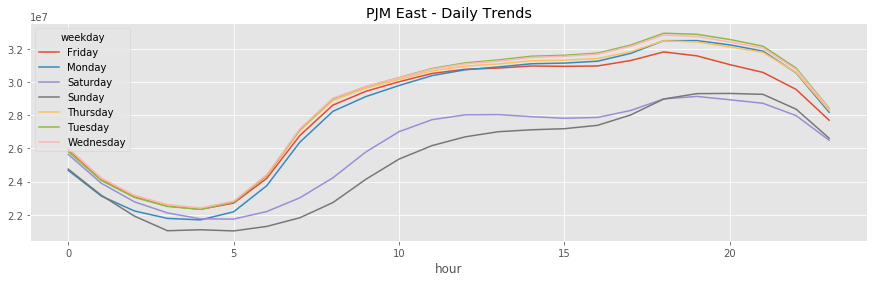 PJM East - Daily Trends
1e7
weekday
Friday
Monday
Saturday
Sunday
Thursday
Tuesday
Wednesday
3.2
3.0
2.8
2.6
2.4
2.2
0 5 10 15 20
hour